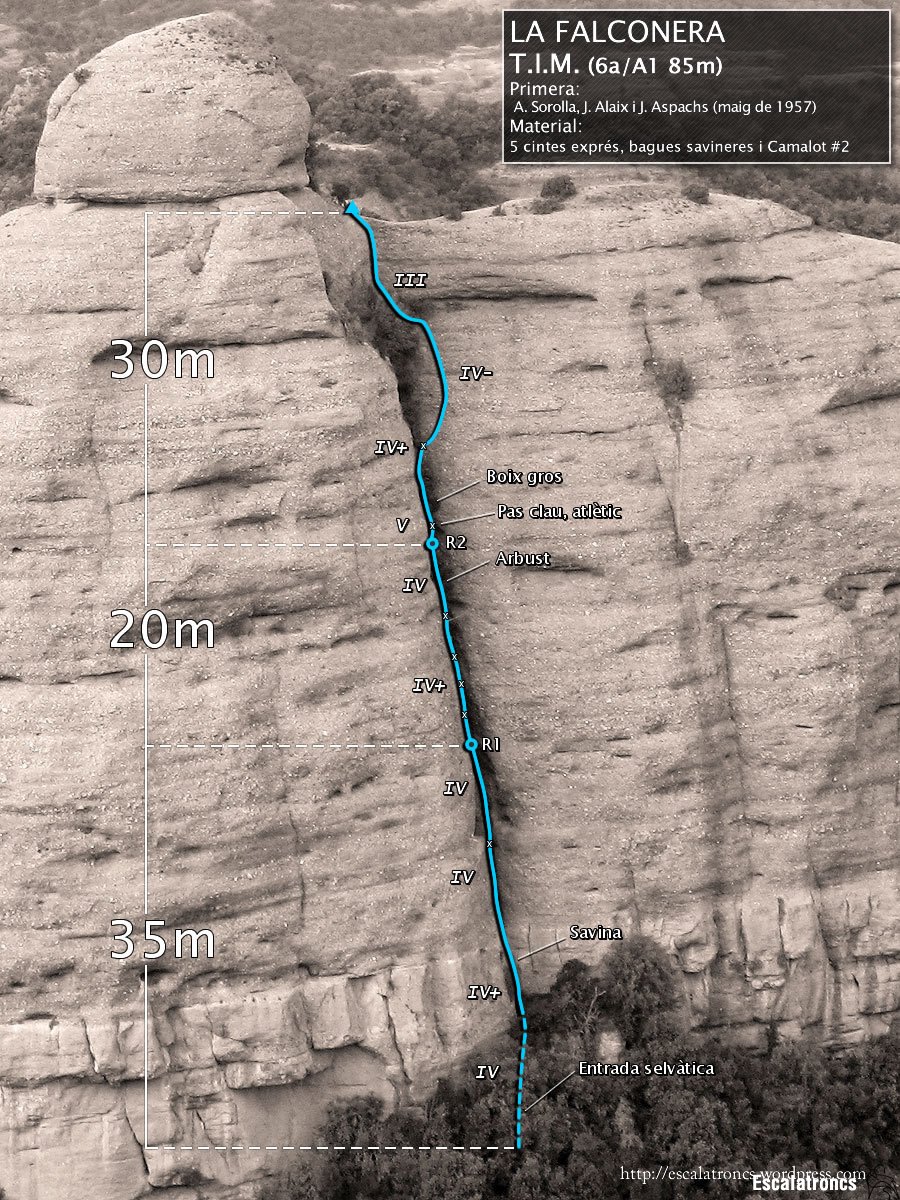 LA FALCONERA
T.I.M. (6a/A1 85m)
Primera:
A. Sorolla, J. Alaix i J. Aspachs (maig de 1957)
Material:
5 cintes exprés, bagues savineres i Camalot #2
III
30m
IV-
IV+
x
Boix gros
Pas clau, atlètic
V
x
R2
Arbust
IV
x
20m
x
IV+
x
x
R1
IV
x
IV
Savina
35m
IV+
Entrada selvàtica
IV
http://escalatroncs.wordpress.com
Escalatroncs